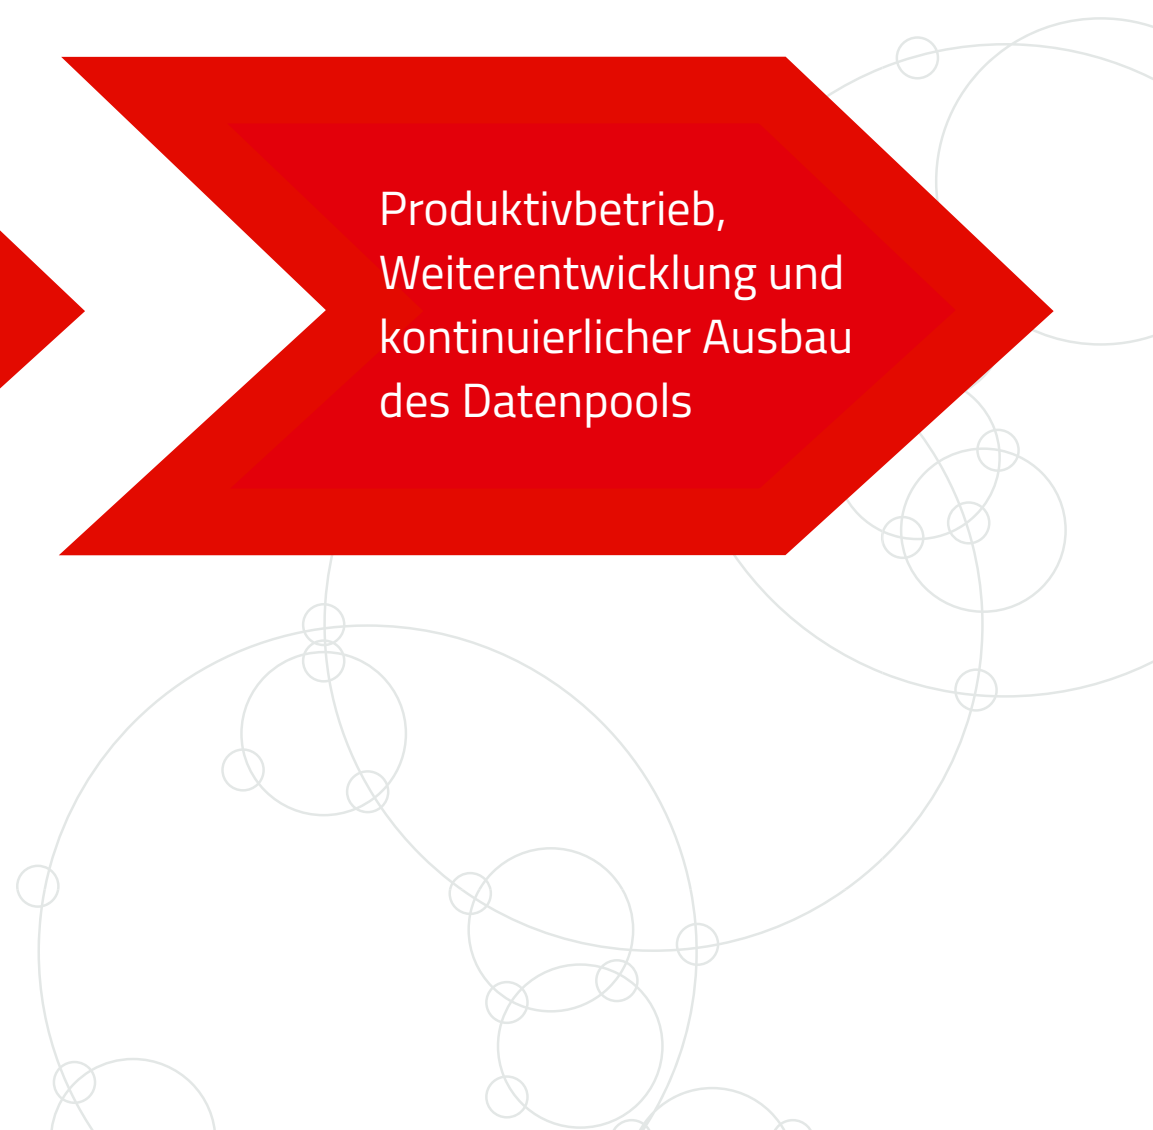 Produktivbetrieb,
Weiterentwicklung und
kontinuierlicher Ausbau
des Datenpools